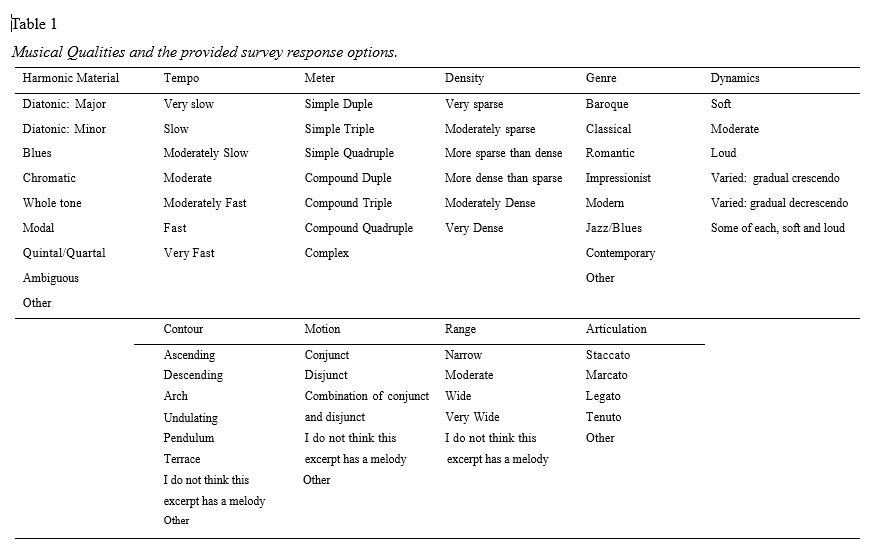 Table 1
Musical Qualities and the provided survey response options.
Harmonic Material Tempo Meter Density Genre Dynamics
Diatonic: Major Very slow Simple Duple Very sparse Baroque Soft
Diatonic: Minor Slow Simple Triple Moderately sparse Classical Moderate
Blues Moderately Slow Simple Quadruple More sparse than dense Romantic Loud
Chromatic Moderate Compound Duple More dense than sparse Impressionist Varied: gradual crescendo
Whole tone Moderately Fast Compound Triple Moderately Dense Modern Varied: gradual decrescendo
Modal Fast Compound Quadruple Very Dense Jazz/Blues Some of each, soft and loud
Quintal/Quartal Very Fast Complex Contemporary
Ambiguous Other
Other
Contour Motion Range Articulation
Ascending Conjunct Narrow Staccato
Descending Disjunct Moderate Marcato
Arch Combination of conjunct Wide Legato
Undulating and disjunct Very Wide Tenuto
Pendulum I do not think this I do not think this Other
Terrace excerpt has a melody excerpt has a melody
I do not think this Other
excerpt has a melody
Other